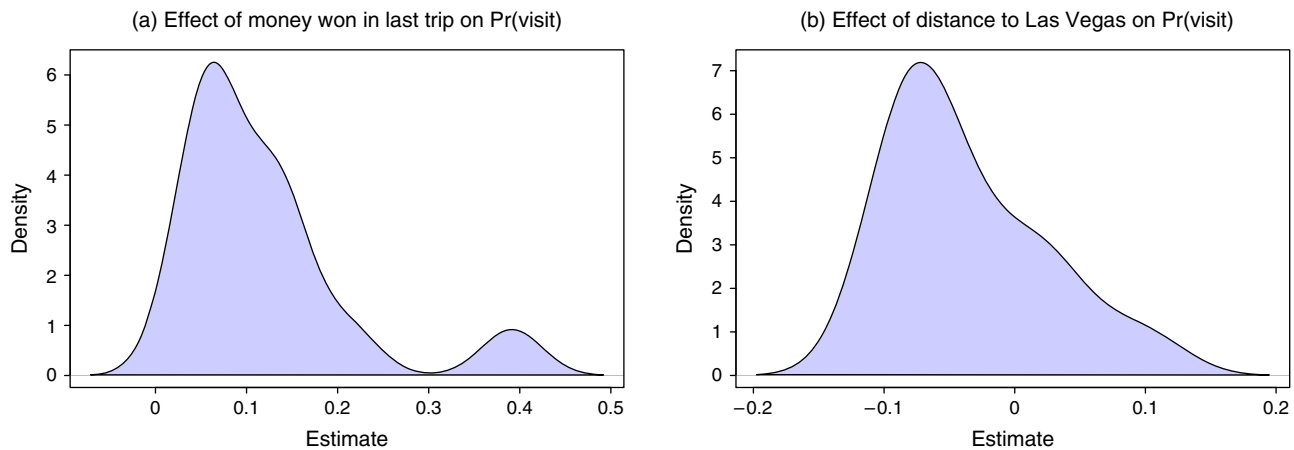 (a) Effect of money won in last trip on Pr(visit)
6
5
4
3
2
1
0
Density
0 0.1 0.2 0.3 0.4 0.5
Estimate
(b) Effect of distance to Las Vegas on Pr(visit)
7
6
5
4
3
2
1
0
Density
−0.2 −0.1 0 0.1 0.2
Estimate